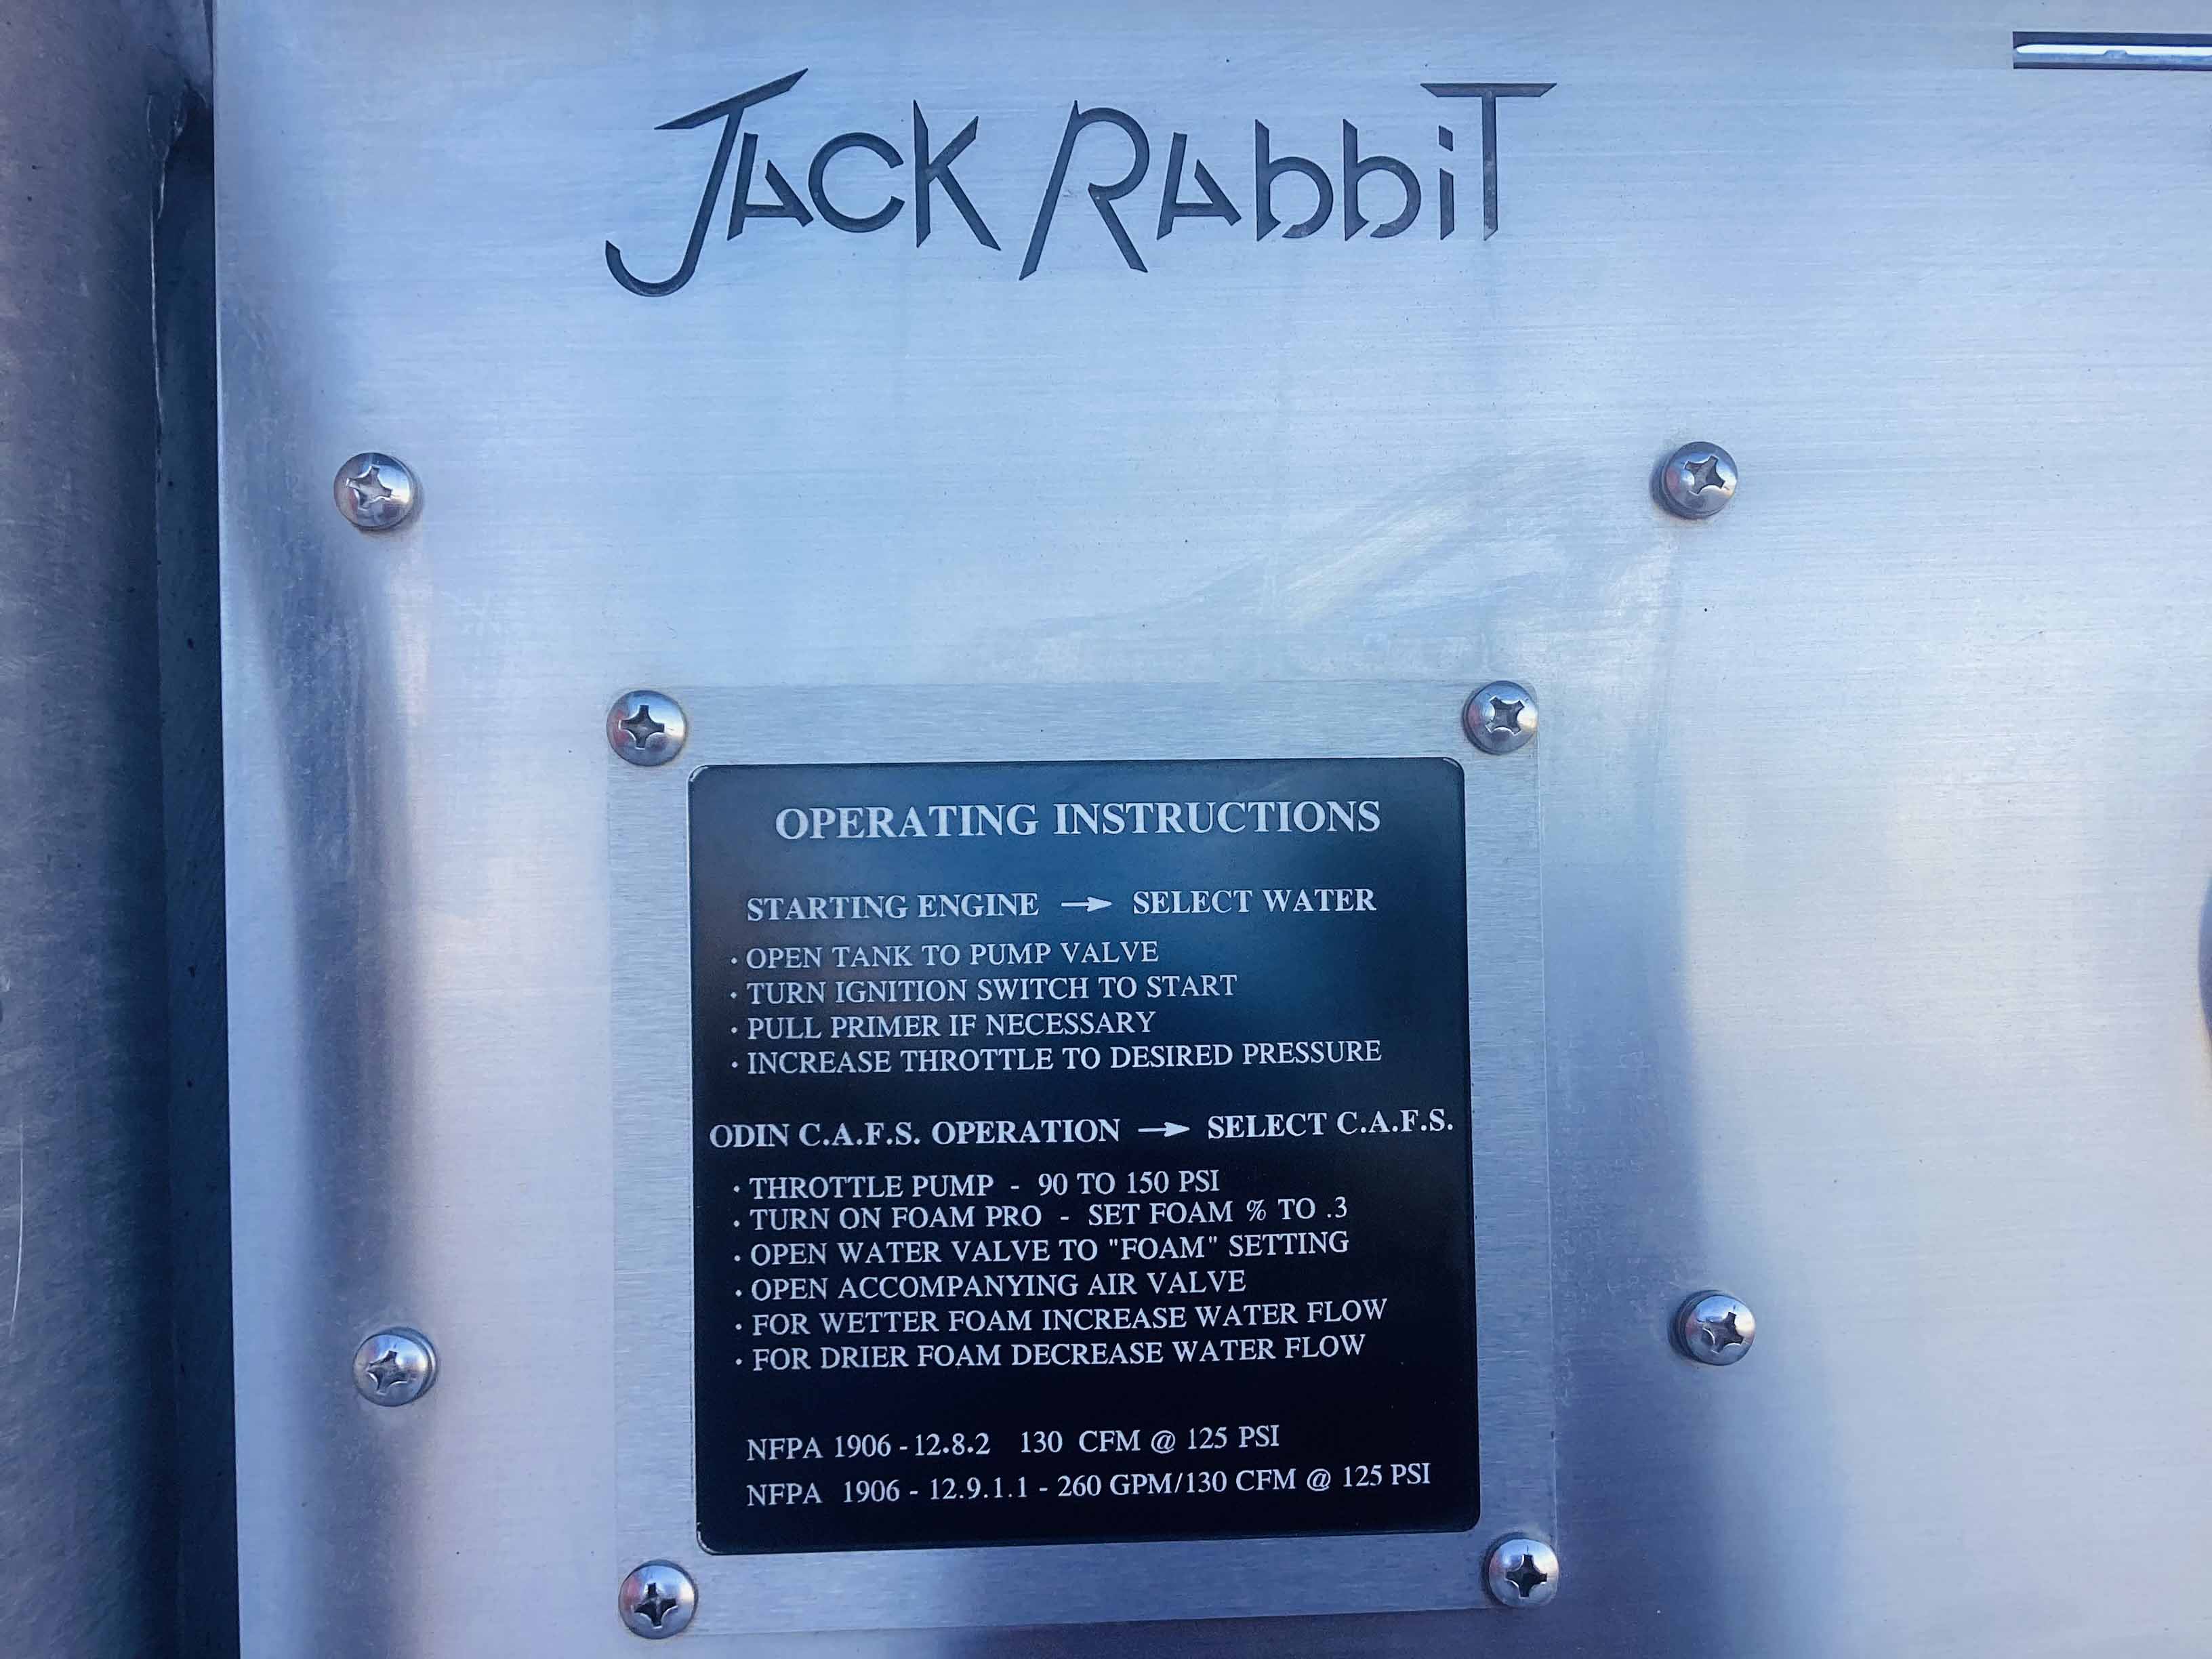 Jack Rabbit
OPERATING INSTRUCTIONS
STARTING ENGINE → SELECT WATER
· OPEN TANK TO PUMP VALVE
· TURN IGNITION SWITCH TO START
· PULL PRIMER IF NECESSARY
· INCREASE THROTTLE TO DESIRED PRESSURE
ODIN C.A.F.S. OPERATION → SELECT C.A.F.S.
· THROTTLE PUMP - 90 TO 150 PSI
· TURN ON FOAM PRO - SET FOAM % TO .3
· OPEN WATER VALVE TO "FOAM" SETTING
· OPEN ACCOMPANYING AIR VALVE
· FOR WETTER FOAM INCREASE WATER FLOW
· FOR DRIER FOAM DECREASE WATER FLOW
NFPA 1906 - 12.8.2 130 CFM @ 125 PSI
NFPA 1906 - 12.9.1.1 - 260 GPM/130 CFM @ 125 PSI